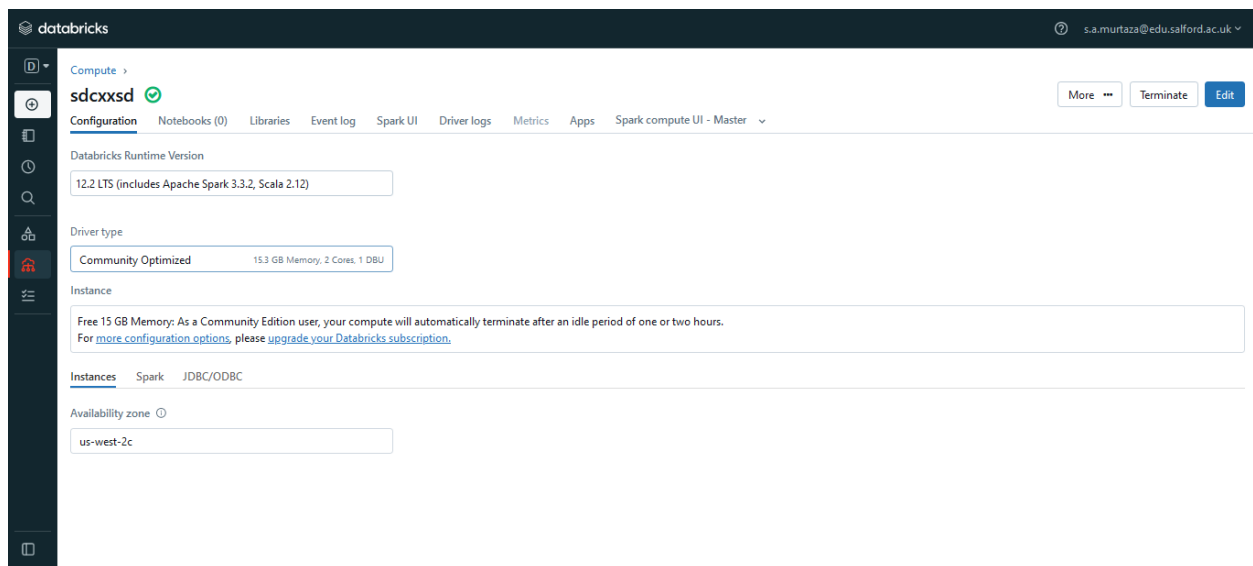 databricks
s.a.murtaza@edu.salford.ac.uk
D
Compute ›
sdcxxsd
More ···
Terminate
Edit
Configuration Notebooks (0) Libraries Event log Spark UI Driver logs Metrics Apps Spark compute UI - Master
Databricks Runtime Version
12.2 LTS (includes Apache Spark 3.3.2, Scala 2.12)
Driver type
Community Optimized 15.3 GB Memory, 2 Cores, 1 DBU
Instance
Free 15 GB Memory: As a Community Edition user, your compute will automatically terminate after an idle period of one or two hours.
For more configuration options, please upgrade your Databricks subscription.
Instances Spark JDBC/ODBC
Availability zone
us-west-2c